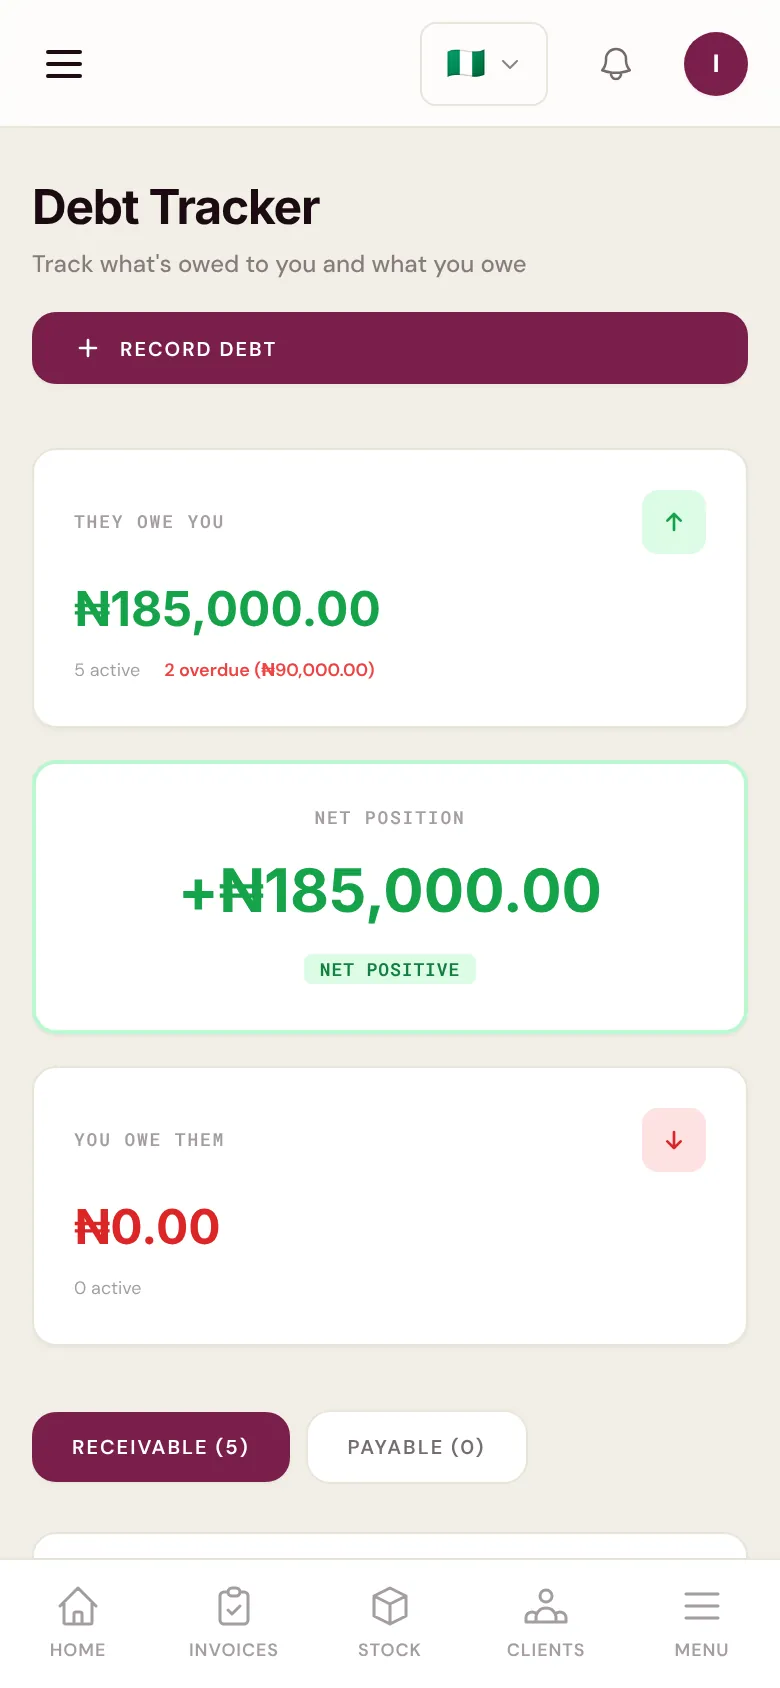 I
Debt Tracker
Track what's owed to you and what you owe
+ RECORD DEBT
THEY OWE YOU
₦185,000.00
5 active 2 overdue (₦90,000.00)
NET POSITION
+₦185,000.00
NET POSITIVE
YOU OWE THEM
₦0.00
0 active
RECEIVABLE (5) PAYABLE (0)
HOME INVOICES STOCK CLIENTS MENU